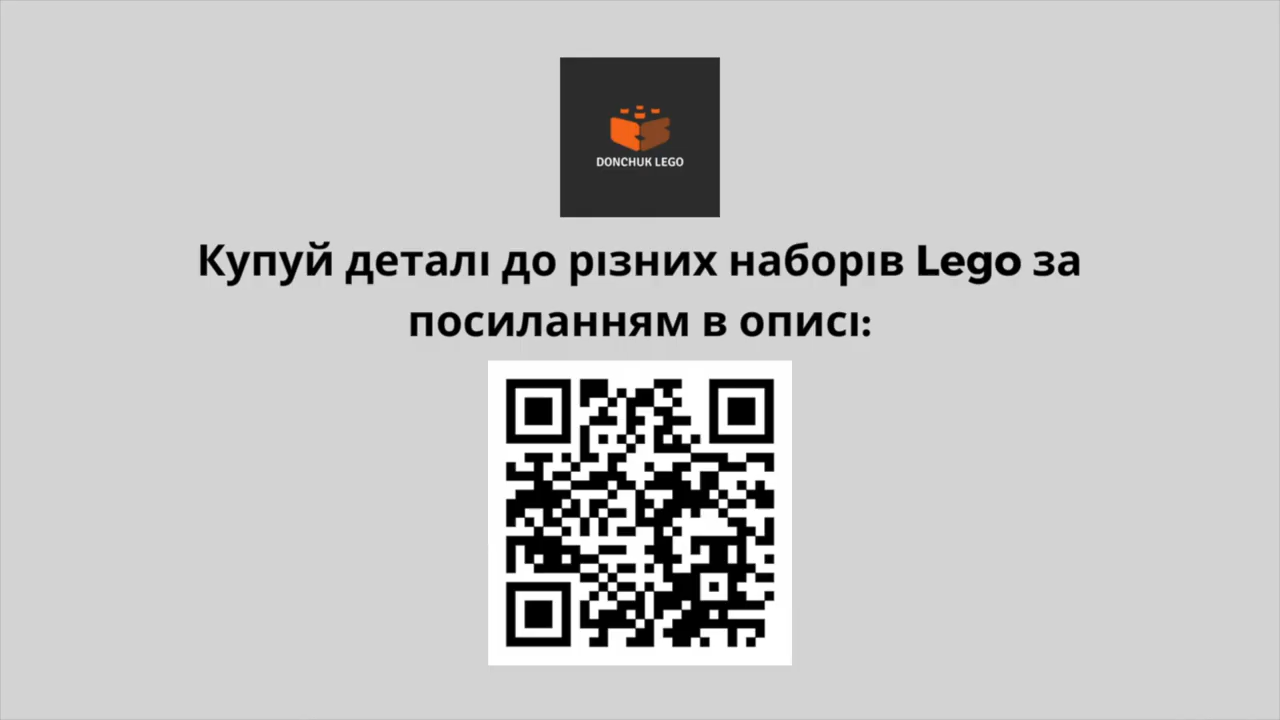 DONCHUK LEGO
Купуй деталі до різних наборів Lego за
посиланням в описі: